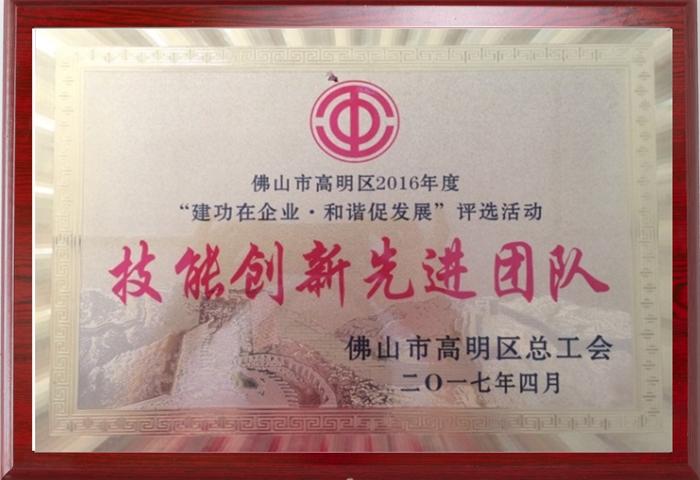 佛山市高明区2016年度
“建功在企业·和谐促发展”评选活动
技能创新先进团队
佛山市高明区总工会
二〇一七年四月